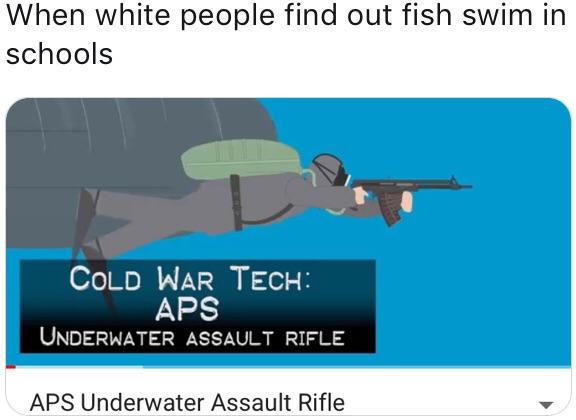 When white people find out fish swim in
schools
COLD WAR TECH:
APS
UNDERWATER ASSAULT RIFLE
APS Underwater Assault Rifle